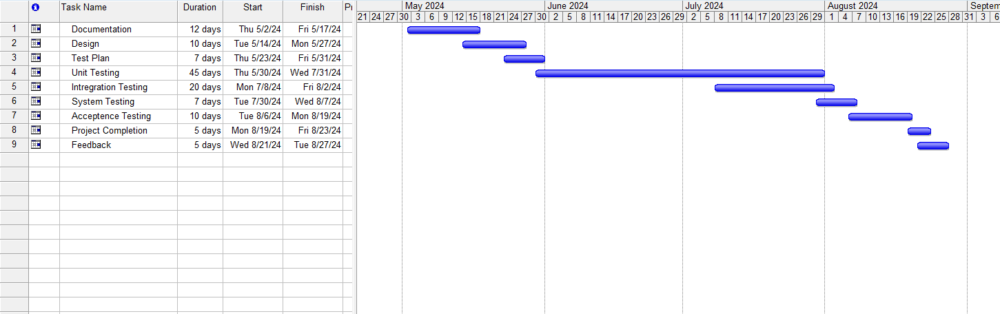 Task Name Duration Start Finish Pr
May 2024 June 2024 July 2024 August 2024 Septem
21 24 27 30 3 6 9 12 15 18 21 24 27 30 2 5 8 11 14 17 20 23 26 29 2 5 8 11 14 17 20 23 26 29 1 4 7 10 13 16 19 22 25 28 31 3 6
1 Documentation 12 days Thu 5/2/24 Fri 5/17/24
2 Design 10 days Tue 5/14/24 Mon 5/27/24
3 Test Plan 7 days Thu 5/23/24 Fri 5/31/24
4 Unit Testing 45 days Thu 5/30/24 Wed 7/31/24
5 Intregration Testing 20 days Mon 7/8/24 Fri 8/2/24
6 System Testing 7 days Tue 7/30/24 Wed 8/7/24
7 Acceptence Testing 10 days Tue 8/6/24 Mon 8/19/24
8 Project Completion 5 days Mon 8/19/24 Fri 8/23/24
9 Feedback 5 days Wed 8/21/24 Tue 8/27/24